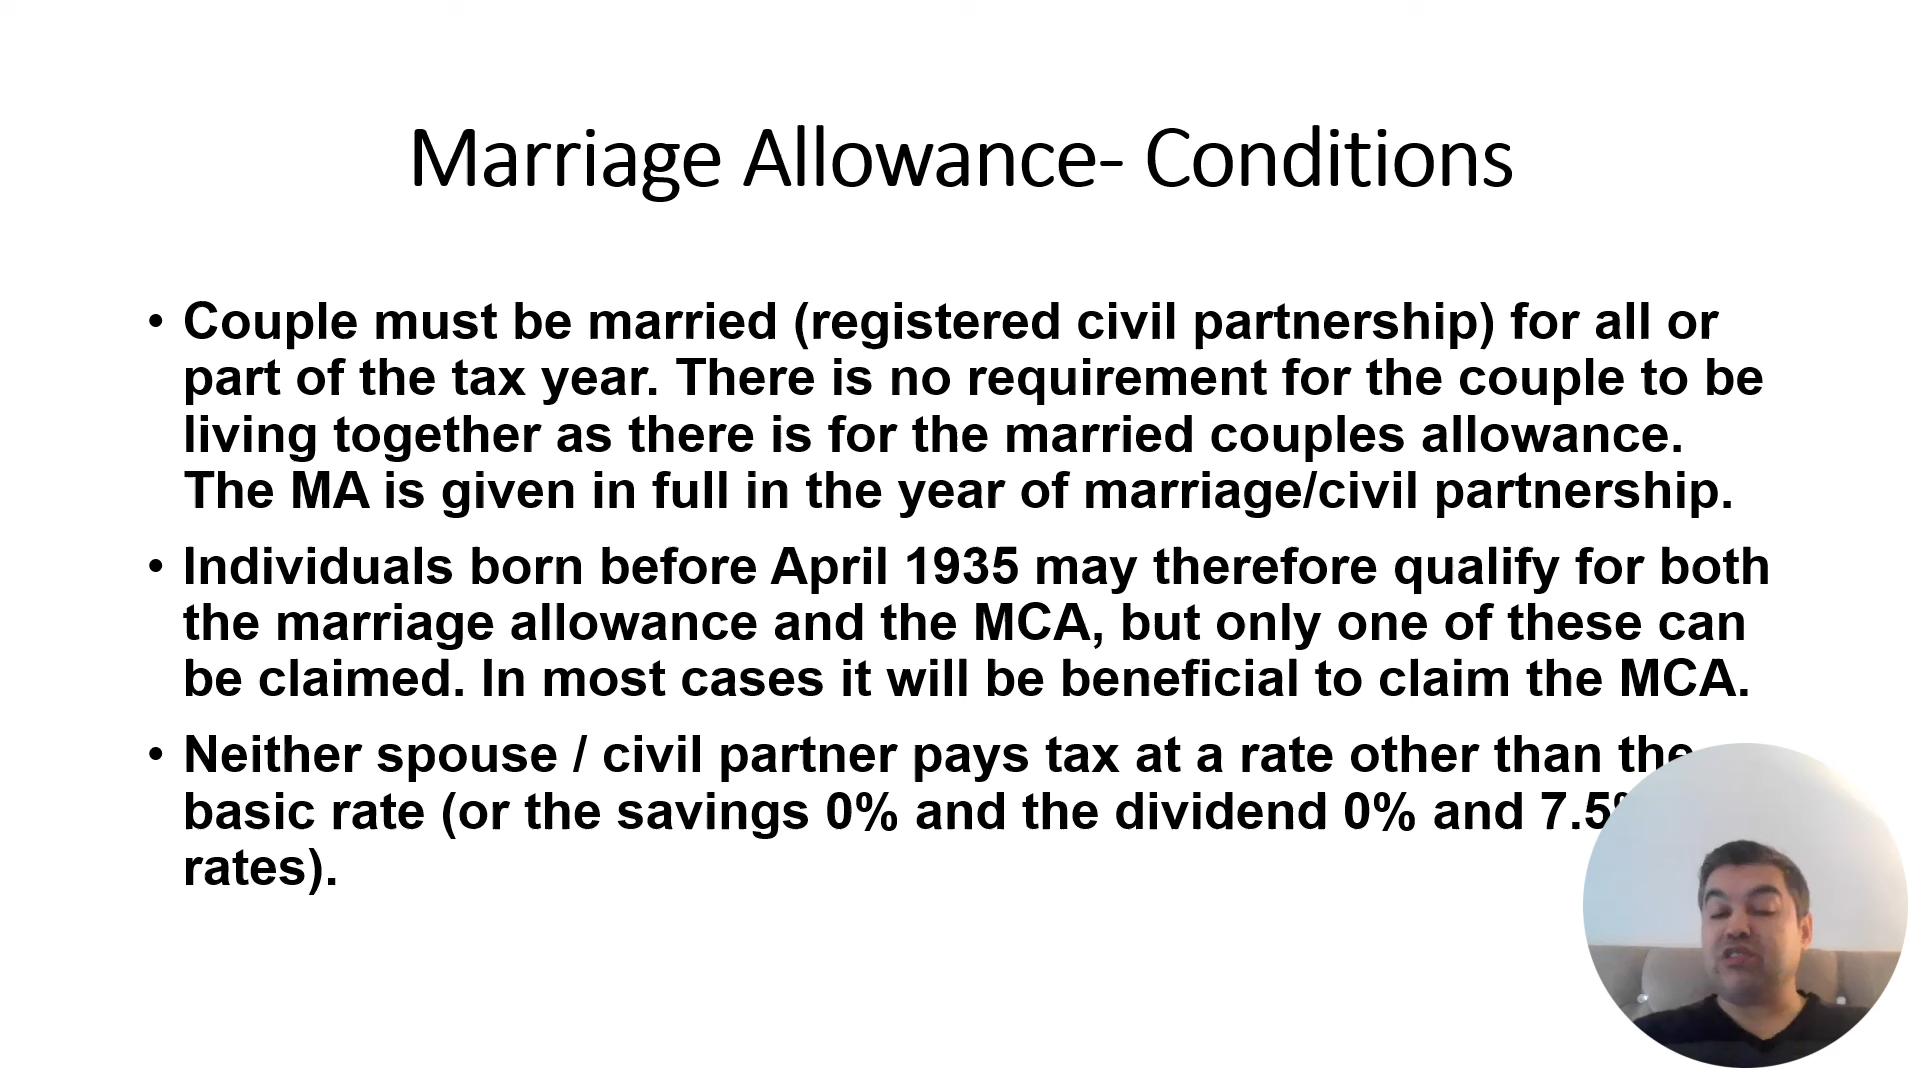 Marriage Allowance- Conditions
• Couple must be married (registered civil partnership) for all or
part of the tax year. There is no requirement for the couple to be
living together as there is for the married couples allowance.
The MA is given in full in the year of marriage/civil partnership.
• Individuals born before April 1935 may therefore qualify for both
the marriage allowance and the MCA, but only one of these can
be claimed. In most cases it will be beneficial to claim the MCA.
• Neither spouse / civil partner pays tax at a rate other than the
basic rate (or the savings 0% and the dividend 0% and 7.5%
rates).